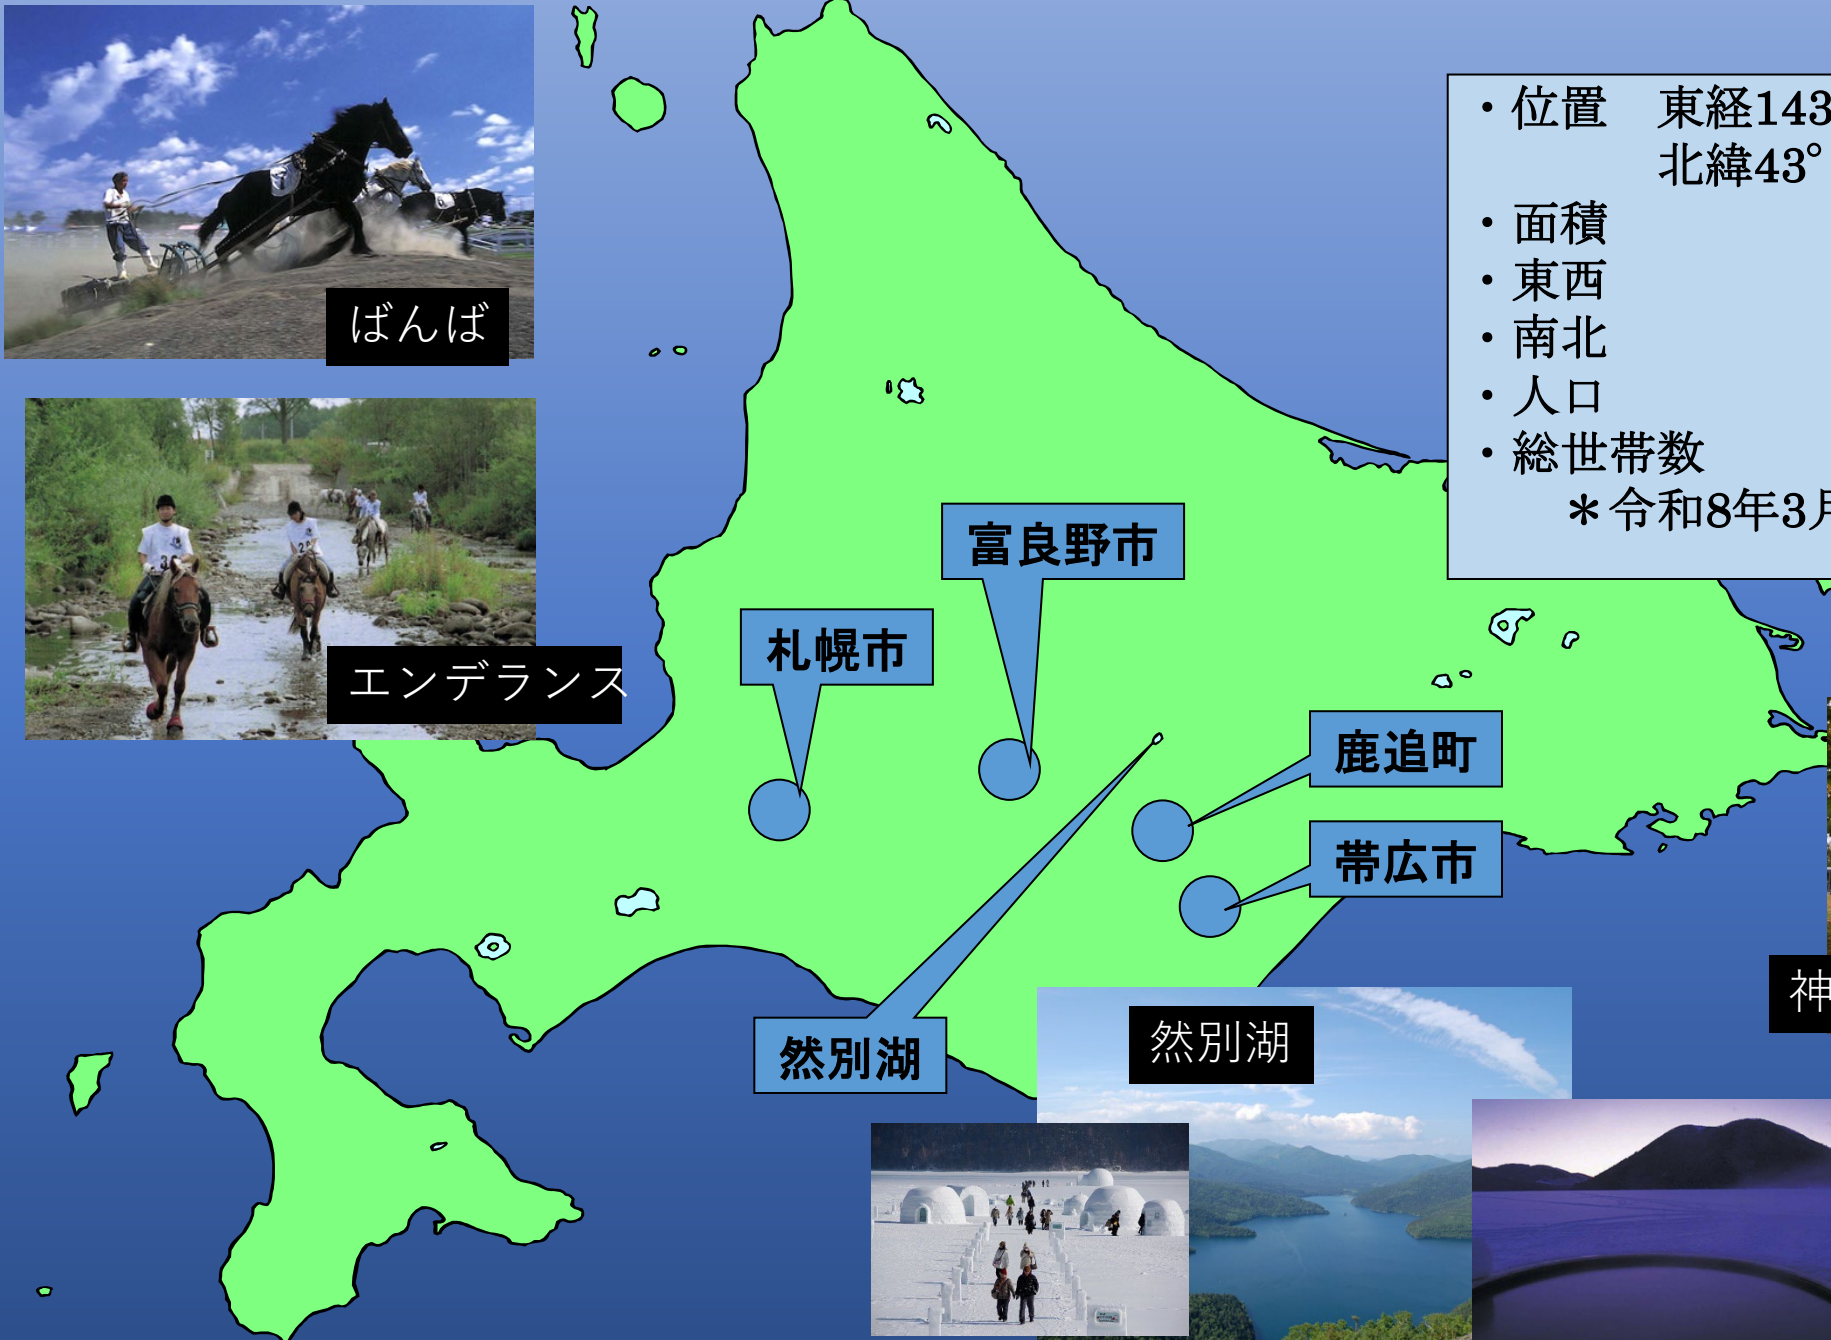 ばんば
エンデランス
・位置　東経143
北緯43°
・面積
・東西
・南北
・人口
・総世帯数
＊令和8年3月
富良野市
札幌市
鹿追町
帯広市
然別湖
然別湖
神